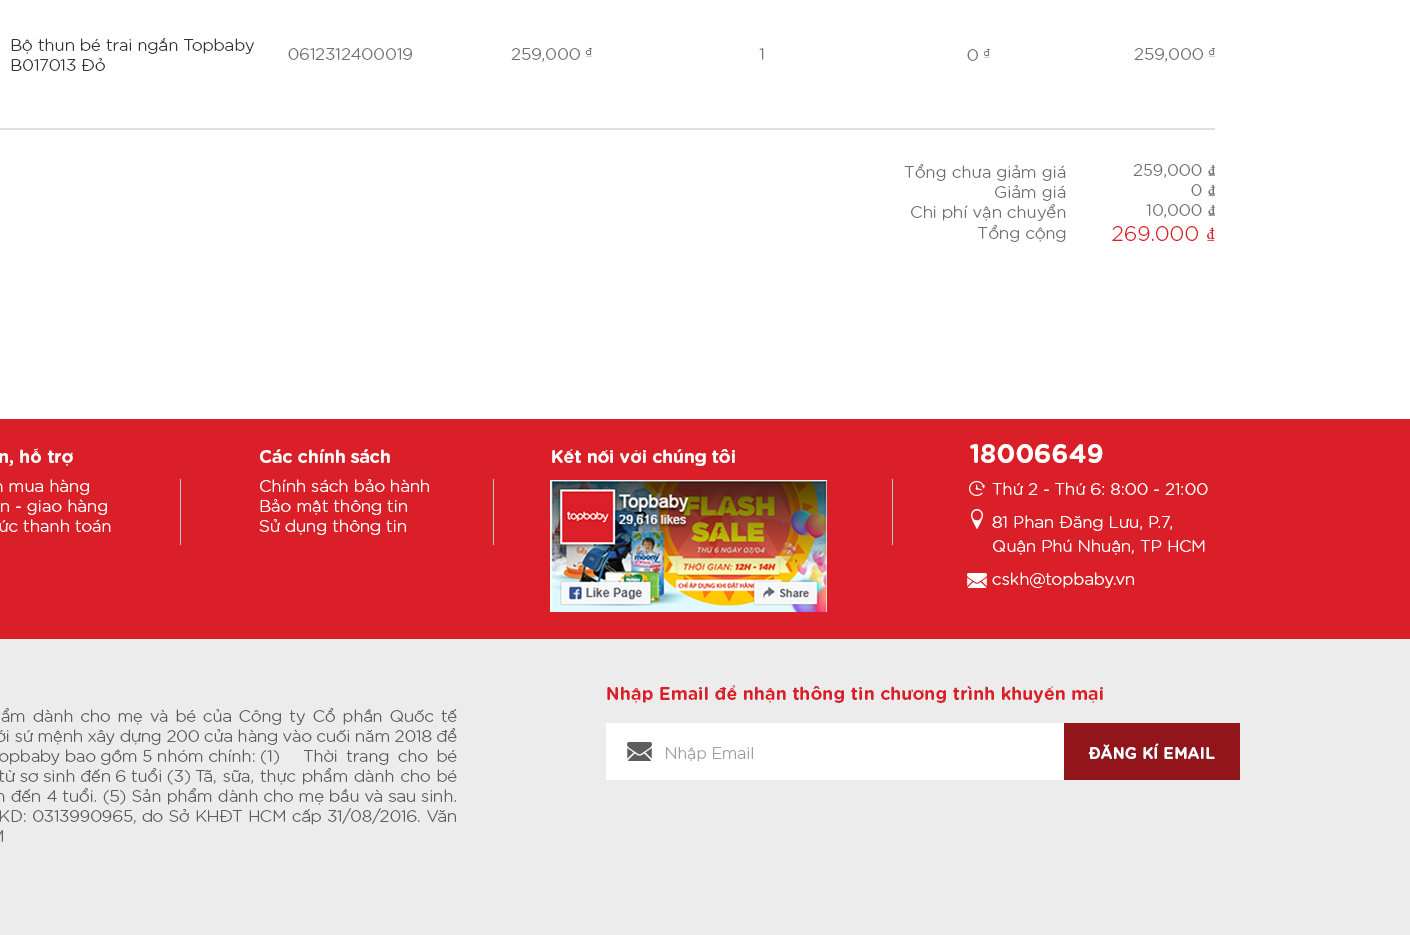 Bộ thun bé trai ngắn Topbaby
B017013 Đỏ
0612312400019
259,000 đ
1
0 đ
259,000 đ
Tổng chưa giảm giá 259,000 đ
Giảm giá 0 đ
Chi phí vận chuyển 10,000 đ
Tổng cộng 269.000 đ
n, hỗ trợ
n mua hàng
n - giao hàng
ức thanh toán
Các chính sách
Chính sách bảo hành
Bảo mật thông tin
Sử dụng thông tin
Kết nối với chúng tôi
topbaby
Topbaby
29,616 likes
FLASH
SALE
THỨ 6 NGÀY 07/04
THỜI GIAN: 12H - 14H
CHỈ ÁP DỤNG KHI ĐẶT HÀNG
moony
Like Page
Share
18006649
Thứ 2 - Thứ 6: 8:00 - 21:00
81 Phan Đăng Lưu, P.7,
Quận Phú Nhuận, TP HCM
cskh@topbaby.vn
ẩm dành cho mẹ và bé của Công ty Cổ phần Quốc tế
ới sứ mệnh xây dựng 200 cửa hàng vào cuối năm 2018 để
opbaby bao gồm 5 nhóm chính: (1) Thời trang cho bé
từ sơ sinh đến 6 tuổi (3) Tã, sữa, thực phẩm dành cho bé
n đến 4 tuổi. (5) Sản phẩm dành cho mẹ bầu và sau sinh.
KD: 0313990965, do Sở KHĐT HCM cấp 31/08/2016. Văn
M
Nhập Email để nhận thông tin chương trình khuyến mại
Nhập Email
ĐĂNG KÍ EMAIL